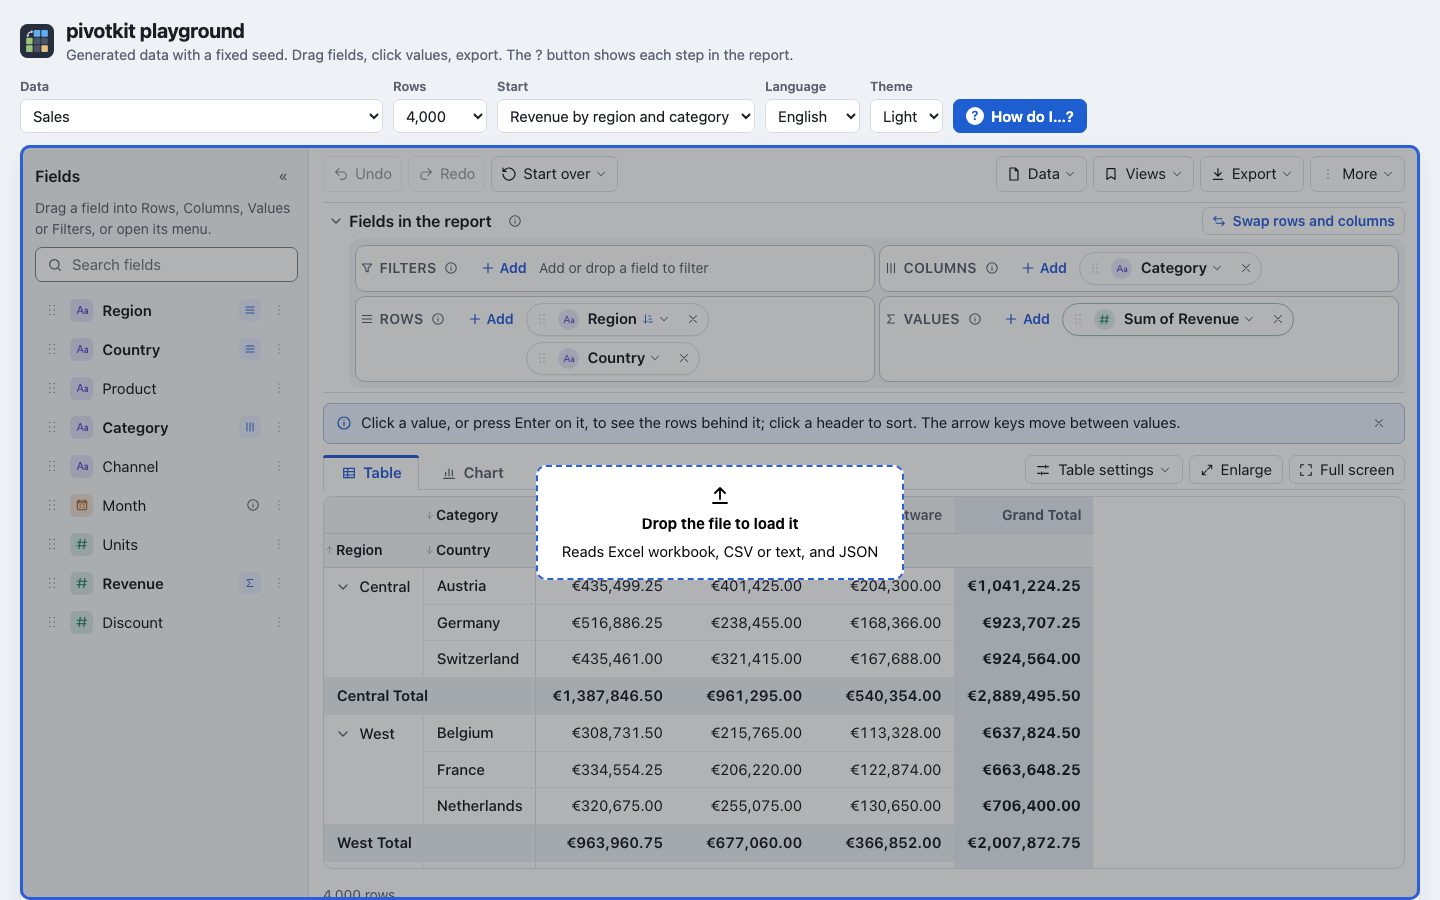 pivotkit playground
Generated data with a fixed seed. Drag fields, click values, export. The ? button shows each step in the report.
Data Rows Start Language Theme
Sales 4,000 Revenue by region and category English Light ? How do I...?
Fields «
Drag a field into Rows, Columns, Values
or Filters, or open its menu.
Search fields
Aa Region
Aa Country
Aa Product
Aa Category
Aa Channel
Month
# Units
# Revenue Σ
# Discount
Undo Redo Start over Data Views Export More
Fields in the report Swap rows and columns
FILTERS + Add Add or drop a field to filter
COLUMNS + Add Aa Category
ROWS + Add Aa Region
Aa Country
Σ VALUES + Add # Sum of Revenue
Click a value, or press Enter on it, to see the rows behind it; click a header to sort. The arrow keys move between values.
Table Chart Table settings Enlarge Full screen
Drop the file to load it
Reads Excel workbook, CSV or text, and JSON
↓ Category tware Grand Total
↑ Region ↓ Country
Central Austria €435,499.25 €401,425.00 €204,300.00 €1,041,224.25
Germany €516,886.25 €238,455.00 €168,366.00 €923,707.25
Switzerland €435,461.00 €321,415.00 €167,688.00 €924,564.00
Central Total €1,387,846.50 €961,295.00 €540,354.00 €2,889,495.50
West Belgium €308,731.50 €215,765.00 €113,328.00 €637,824.50
France €334,554.25 €206,220.00 €122,874.00 €663,648.25
Netherlands €320,675.00 €255,075.00 €130,650.00 €706,400.00
West Total €963,960.75 €677,060.00 €366,852.00 €2,007,872.75
4,000 rows